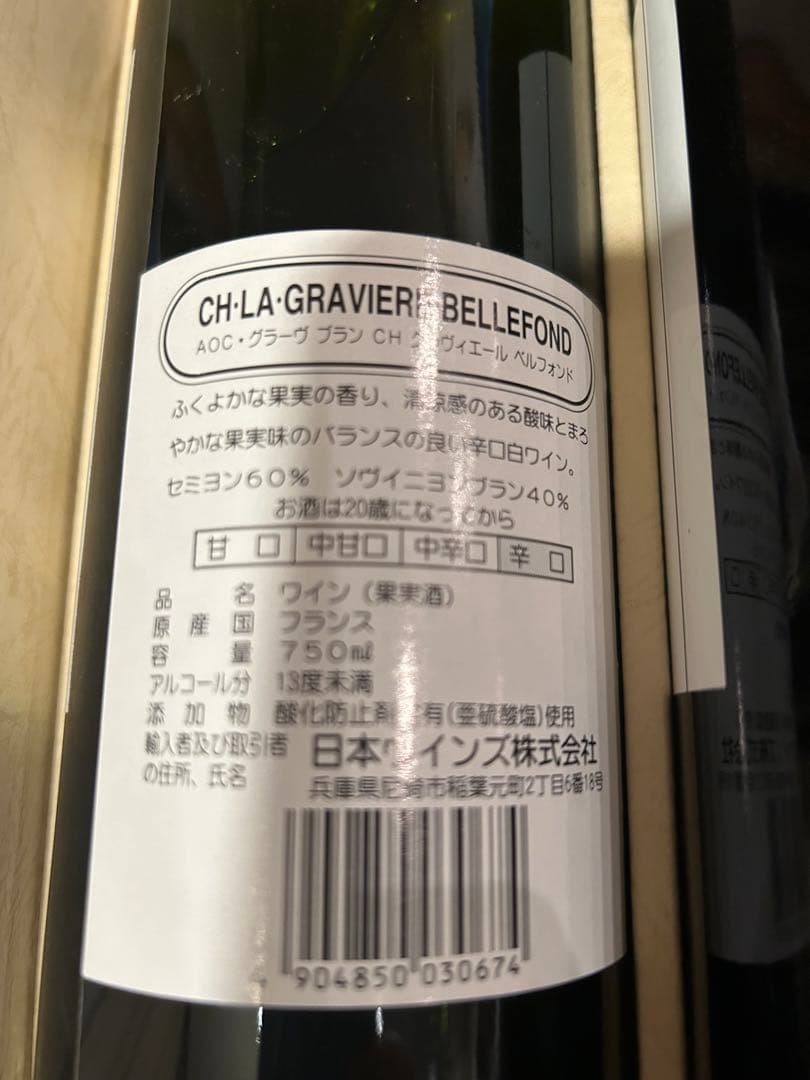 CH・LA・GRAVIERE BELLEFOND
AOC・グラーヴ ブラン CH グラヴィエール ベルフォンド
ふくよかな果実の香り、清涼感のある酸味とまろ
やかな果実味のバランスの良い辛口白ワイン。
セミヨン60% ソヴィニヨンブラン40%
お酒は20歳になってから
甘 口 中甘口 中辛口 辛 口
品 名 ワイン(果実酒)
原 産 国 フランス
容 量 750ml
アルコール分 13度未満
添 加 物 酸化防止剤含有(亜硫酸塩)使用
輸入者及び取引者 日本ワインズ株式会社
の住所、氏名 兵庫県尼崎市稲葉元町2丁目6番18号
904850 030674